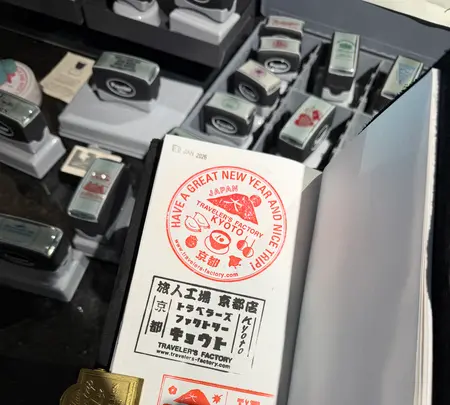 JAN 2026
HAVE A GREAT NEW YEAR AND NICE TRIP!
JAPAN
TRAVELER'S FACTORY
KYOTO
京都
www.travelers-factory.com
旅人工場 京都店
京都
トラベラーズ
ファクトリー
キョウト
KYOTO
TRAVELER'S FACTORY
www.travelers-factory.com